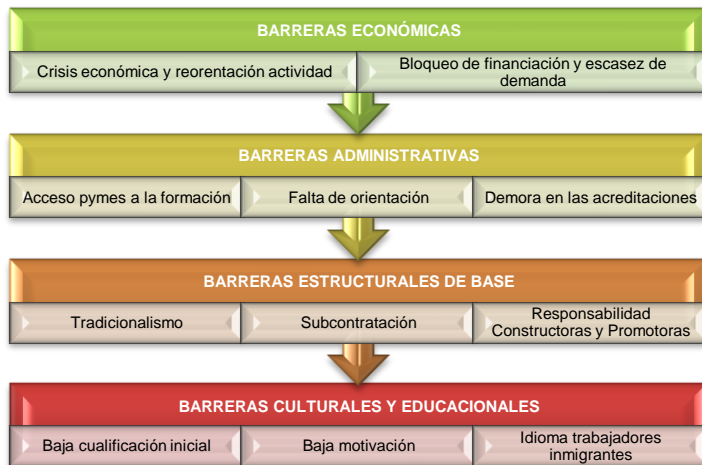 BARRERAS ECONÓMICAS
Crisis económica y reorentación actividad
Bloqueo de financiación y escasez de
demanda
BARRERAS ADMINISTRATIVAS
Acceso pymes a la formación
Falta de orientación
Demora en las acreditaciones
BARRERAS ESTRUCTURALES DE BASE
Tradicionalismo
Subcontratación
Responsabilidad
Constructoras y Promotoras
BARRERAS CULTURALES Y EDUCACIONALES
Baja cualificación inicial
Baja motivación
Idioma trabajadores
inmigrantes